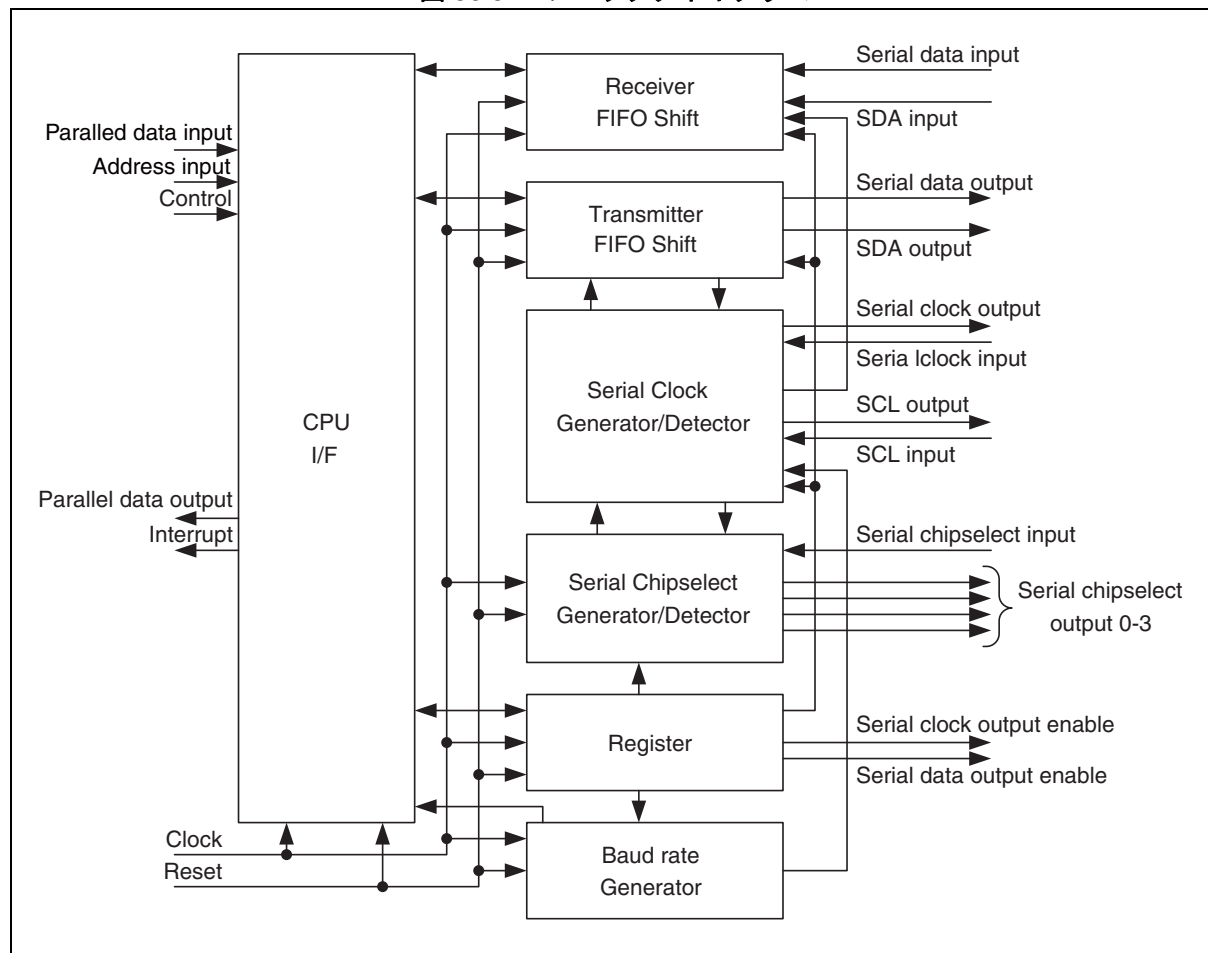 Receiver
FIFO Shift
Serial data input
SDA input
Paralled data input
Address input
Control
Transmitter
FIFO Shift
Serial data output
SDA output
CPU
I/F
Serial Clock
Generator/Detector
Serial clock output
Seria lclock input
SCL output
SCL input
Parallel data output
Interrupt
Serial Chipselect
Generator/Detector
Serial chipselect input
Serial chipselect
output 0-3
Register
Serial clock output enable
Serial data output enable
Clock
Reset
Baud rate
Generator